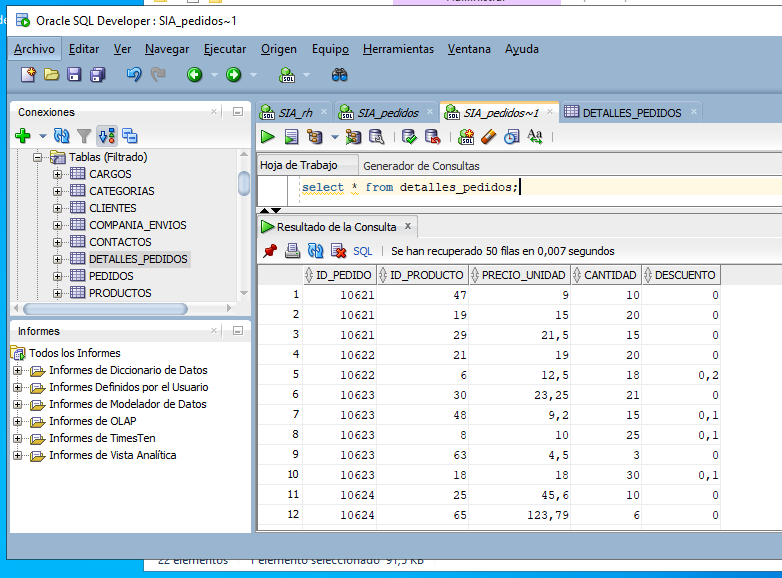 Administrar
Oracle SQL Developer : SIA_pedidos~1
Archivo Editar Ver Navegar Ejecutar Origen Equipo Herramientas Ventana Ayuda
Conexiones
Tablas (Filtrado)
CARGOS
CATEGORIAS
CLIENTES
COMPANIA_ENVIOS
CONTACTOS
DETALLES_PEDIDOS
PEDIDOS
PRODUCTOS
Informes
Todos los Informes
Informes de Diccionario de Datos
Informes Definidos por el Usuario
Informes de Modelador de Datos
Informes de OLAP
Informes de TimesTen
Informes de Vista Analítica
SIA_rh SIA_pedidos SIA_pedidos~1 DETALLES_PEDIDOS
Hoja de Trabajo Generador de Consultas
select * from detalles_pedidos;
Resultado de la Consulta
SQL | Se han recuperado 50 filas en 0,007 segundos
ID_PEDIDO ID_PRODUCTO PRECIO_UNIDAD CANTIDAD DESCUENTO
1 10621 47 9 10 0
2 10621 19 15 20 0
3 10621 29 21,5 15 0
4 10622 21 19 20 0
5 10622 6 12,5 18 0,2
6 10623 30 23,25 21 0
7 10623 48 9,2 15 0,1
8 10623 8 10 25 0,1
9 10623 63 4,5 3 0
10 10623 18 18 30 0,1
11 10624 25 45,6 10 0
12 10624 65 123,79 6 0
22 elementos 1 elemento seleccionado 91,5 KB